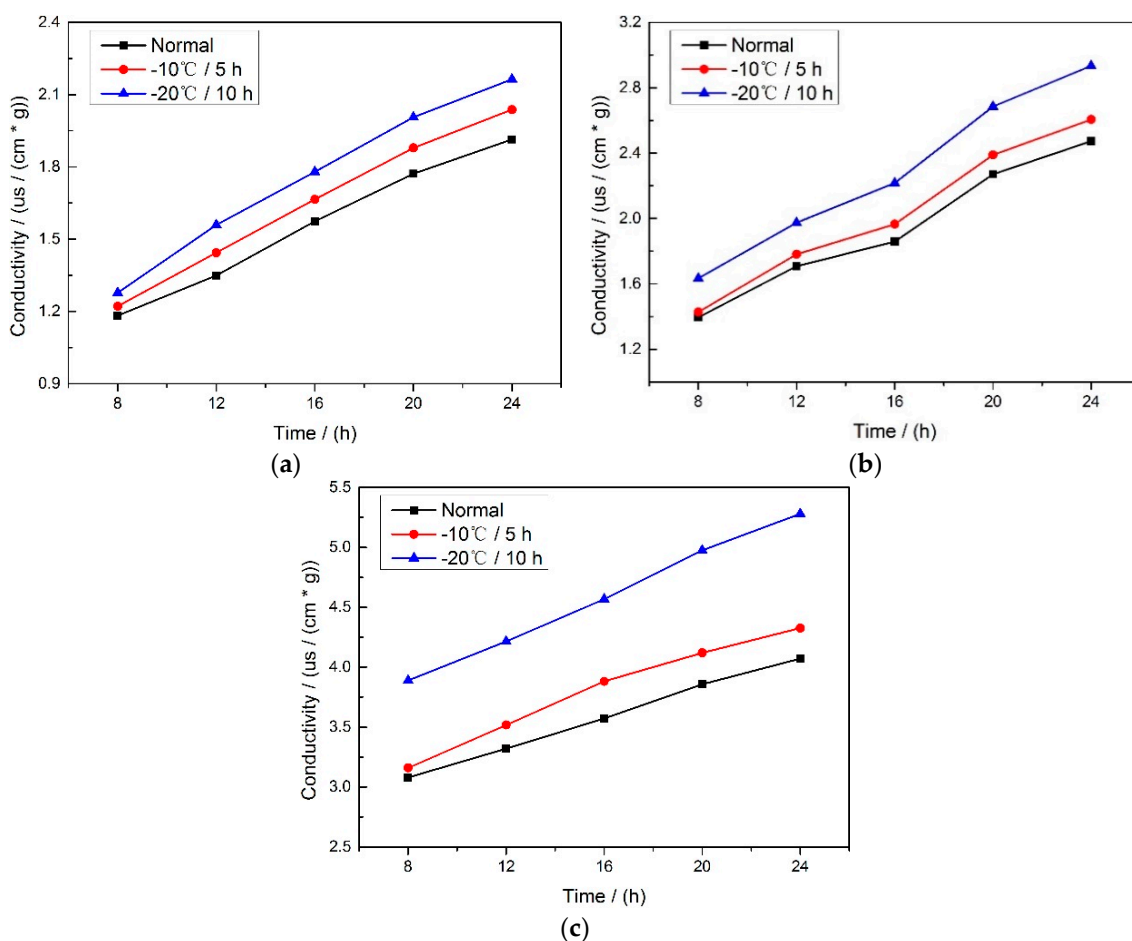 2.4
2.1
1.8
1.5
1.2
0.9
Conductivity / (us / (cm * g))
Normal
-10℃ / 5 h
-20℃ / 10 h
8 12 16 20 24
Time / (h)
(a)
3.2
2.8
2.4
2.0
1.6
1.2
Conductivity / (us / (cm * g))
Normal
-10℃ / 5 h
-20℃ / 10 h
8 12 16 20 24
Time / (h)
(b)
5.5
5.0
4.5
4.0
3.5
3.0
2.5
Conductivity / (us / (cm * g))
Normal
-10℃ / 5 h
-20℃ / 10 h
8 12 16 20 24
Time / (h)
(c)